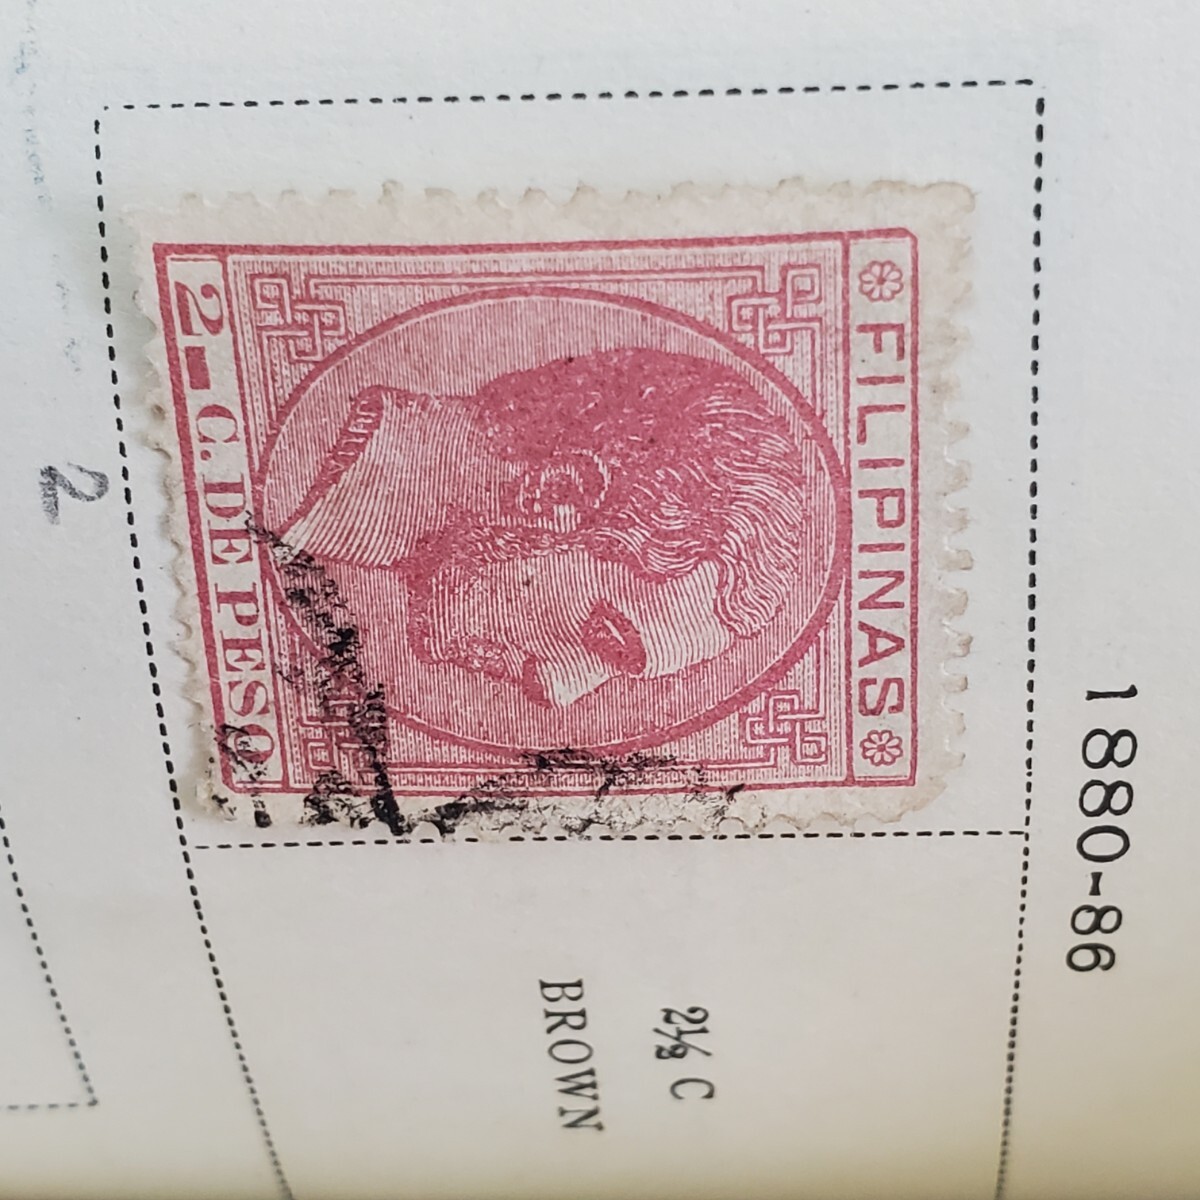 1880-86
FILIPINAS
2- C. DE PESO
2½ C
BROWN
2